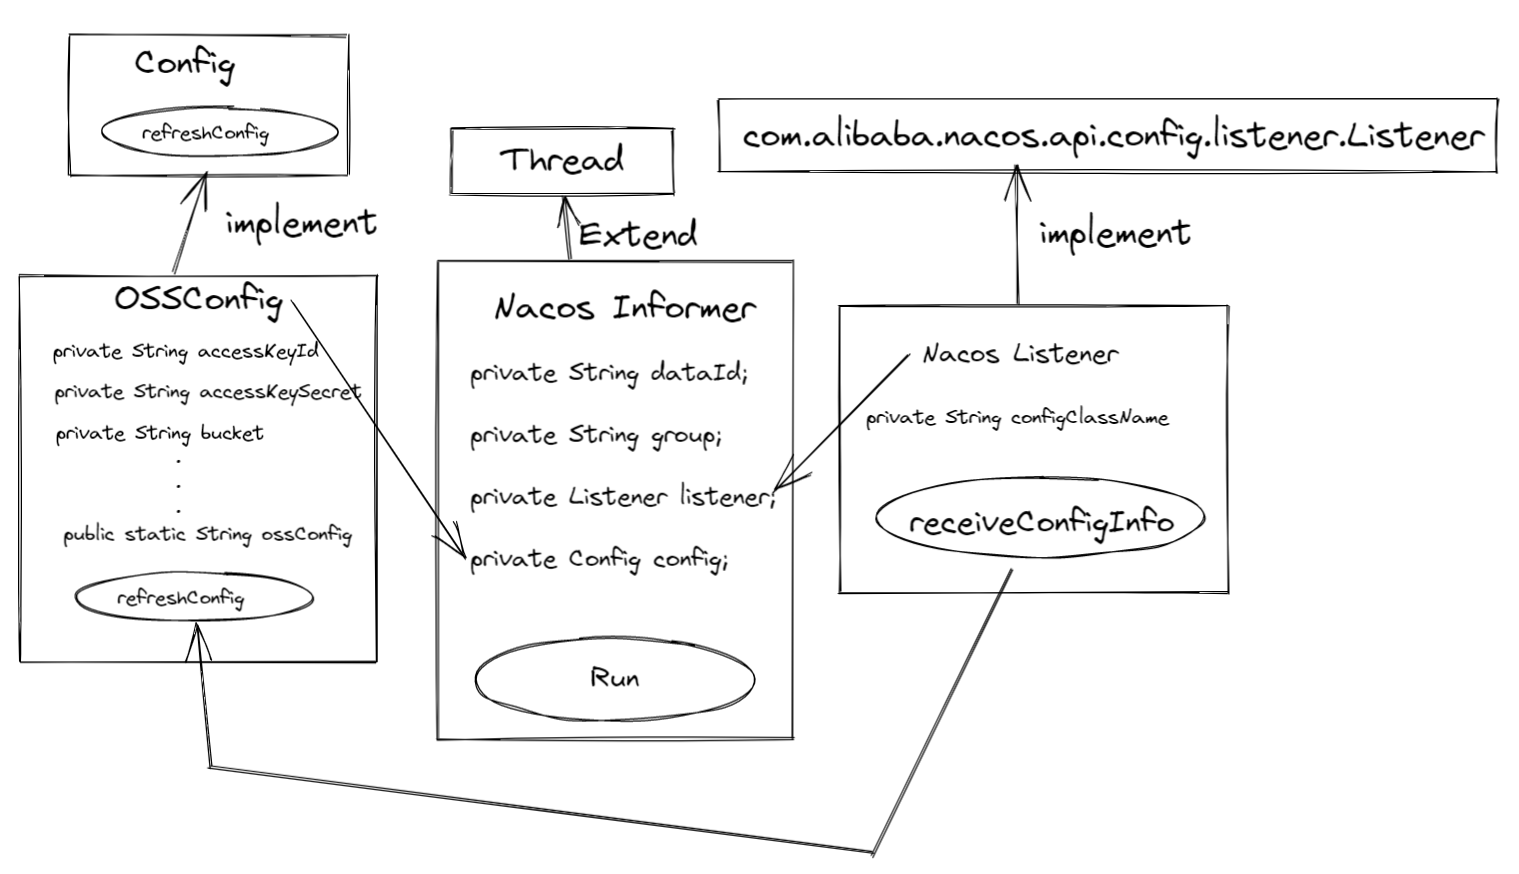 Config
refreshConfig
implement
OSSConfig
private String accessKeyId
private String accessKeySecret
private String bucket
.
.
.
public static String ossConfig
refreshConfig
Thread
Extend
Nacos Informer
private String dataId;
private String group;
private Listener listener;
private Config config;
Run
com.alibaba.nacos.api.config.listener.Listener
implement
Nacos Listener
private String configClassName
receiveConfigInfo